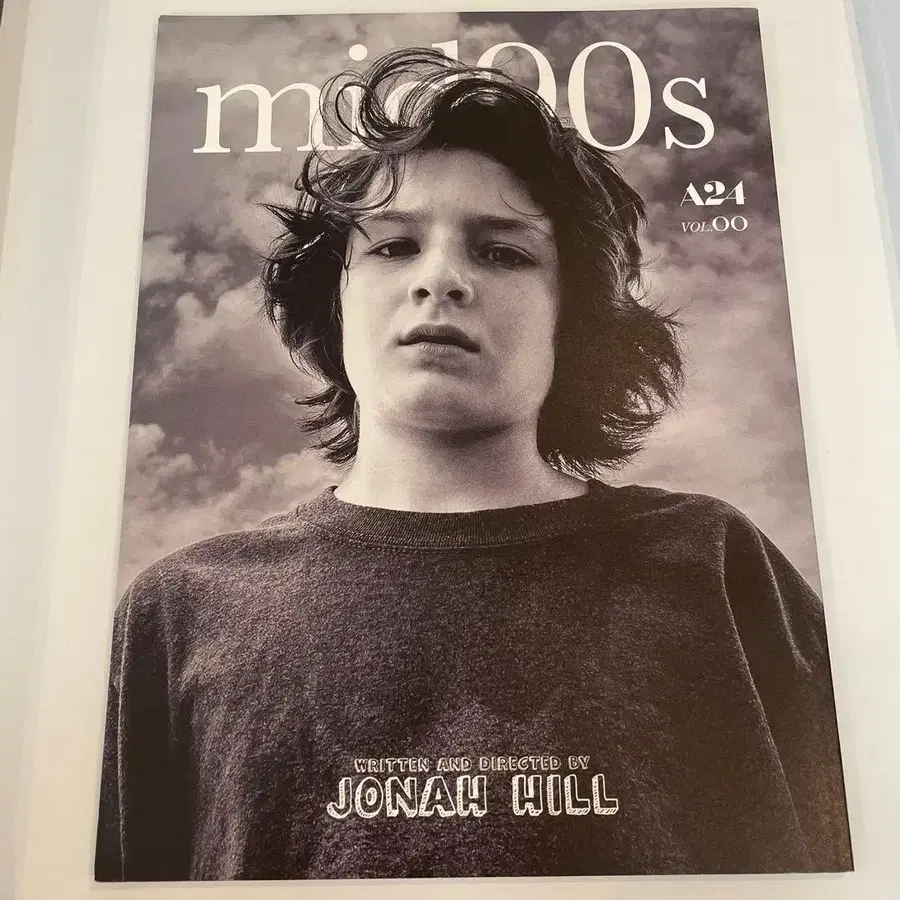 mid90s
A24
VOL.00
WRITTEN AND DIRECTED BY
JONAH HILL